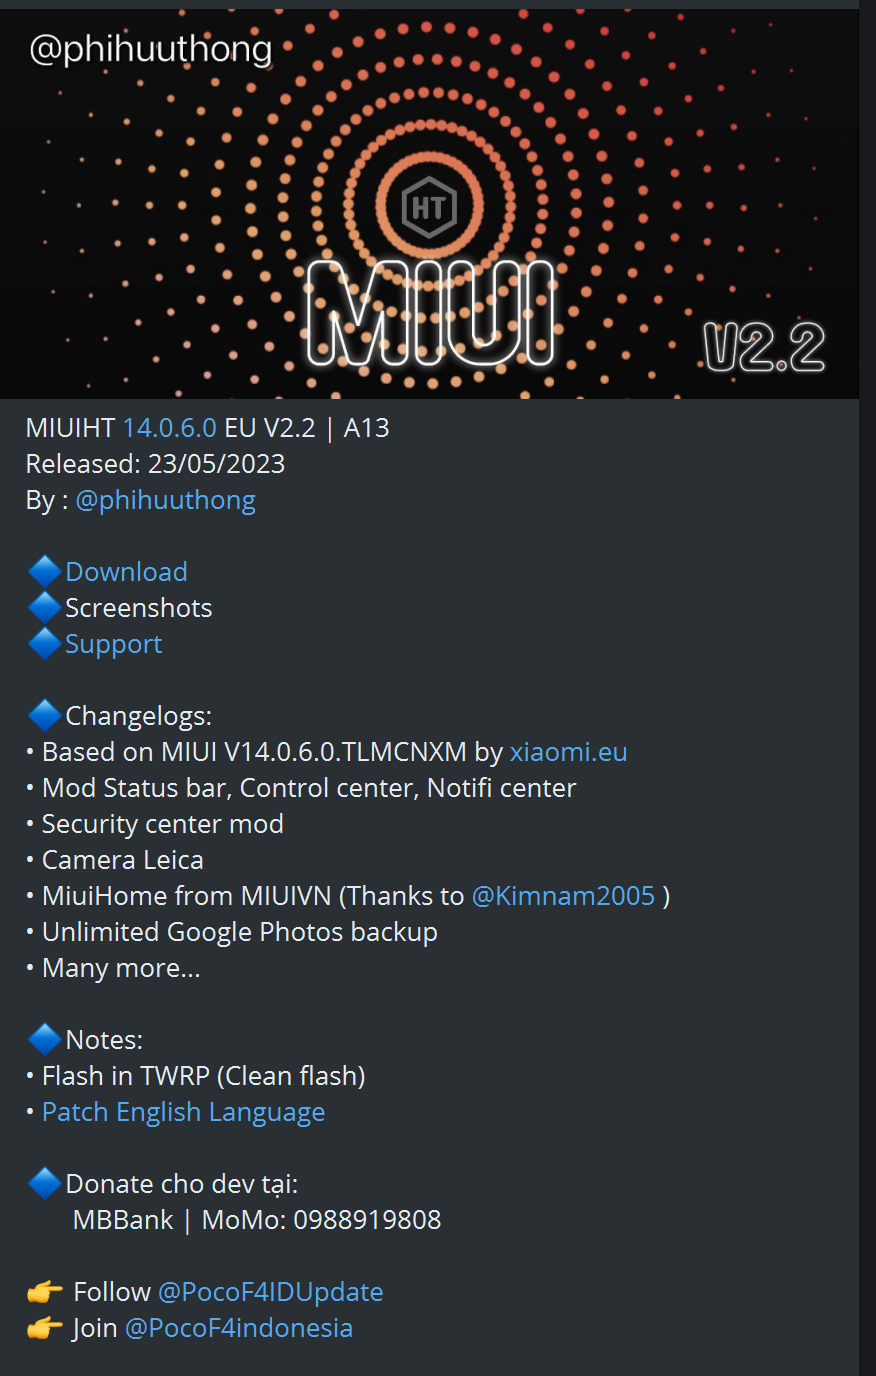 @phihuuthong
HT
MIUI
V2.2
MIUIHT 14.0.6.0 EU V2.2 | A13
Released: 23/05/2023
By : @phihuuthong
🔷Download
🔷Screenshots
🔷Support
🔷Changelogs:
• Based on MIUI V14.0.6.0.TLMCNXM by xiaomi.eu
• Mod Status bar, Control center, Notifi center
• Security center mod
• Camera Leica
• MiuiHome from MIUIVN (Thanks to @Kimnam2005 )
• Unlimited Google Photos backup
• Many more...
🔷Notes:
• Flash in TWRP (Clean flash)
• Patch English Language
🔷Donate cho dev tại:
MBBank | MoMo: 0988919808
👉 Follow @PocoF4IDUpdate
👉 Join @PocoF4indonesia